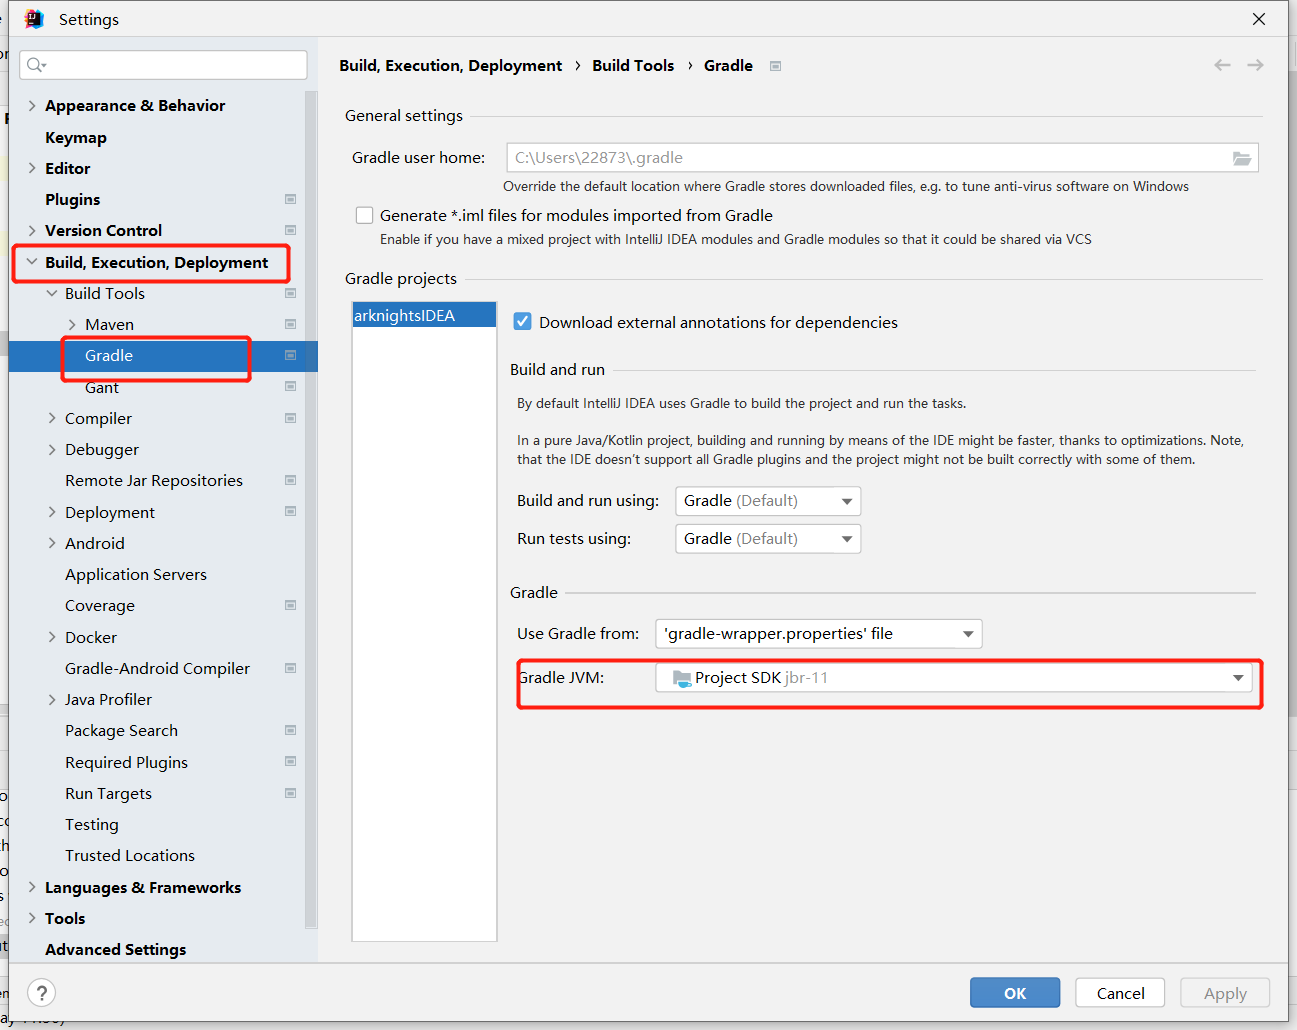 Settings
Appearance & Behavior
Keymap
Editor
Plugins
Version Control
Build, Execution, Deployment
Build Tools
Maven
Gradle
Gant
Compiler
Debugger
Remote Jar Repositories
Deployment
Android
Application Servers
Coverage
Docker
Gradle-Android Compiler
Java Profiler
Package Search
Required Plugins
Run Targets
Testing
Trusted Locations
Languages & Frameworks
Tools
Advanced Settings
Build, Execution, Deployment › Build Tools › Gradle
General settings
Gradle user home: C:\Users\22873\.gradle
Override the default location where Gradle stores downloaded files, e.g. to tune anti-virus software on Windows
Generate *.iml files for modules imported from Gradle
Enable if you have a mixed project with IntelliJ IDEA modules and Gradle modules so that it could be shared via VCS
Gradle projects
arknightsIDEA
Download external annotations for dependencies
Build and run
By default IntelliJ IDEA uses Gradle to build the project and run the tasks.
In a pure Java/Kotlin project, building and running by means of the IDE might be faster, thanks to optimizations. Note,
that the IDE doesn't support all Gradle plugins and the project might not be built correctly with some of them.
Build and run using: Gradle (Default)
Run tests using: Gradle (Default)
Gradle
Use Gradle from: 'gradle-wrapper.properties' file
Gradle JVM: Project SDK jbr-11
? OK Cancel Apply